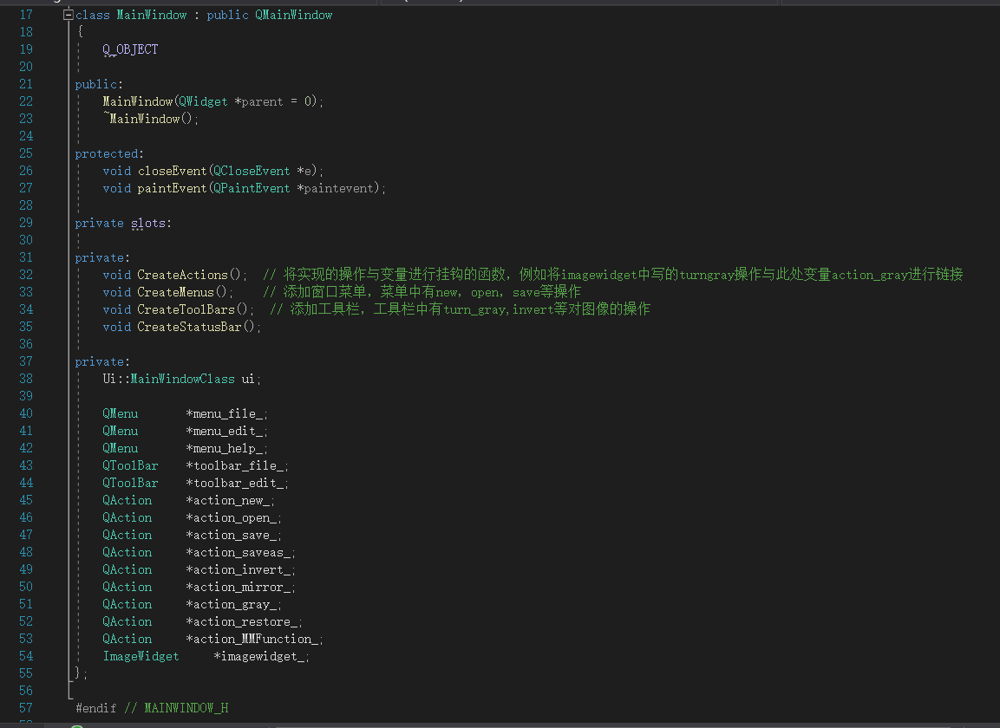 17 class MainWindow : public QMainWindow
18 {
19 Q_OBJECT
20
21 public:
22 MainWindow(QWidget *parent = 0);
23 ~MainWindow();
24
25 protected:
26 void closeEvent(QCloseEvent *e);
27 void paintEvent(QPaintEvent *paintevent);
28
29 private slots:
30
31 private:
32 void CreateActions(); // 将实现的操作与变量进行挂钩的函数，例如将imagewidget中写的turngray操作与此处变量action_gray进行链接
33 void CreateMenus(); // 添加窗口菜单，菜单中有new，open，save等操作
34 void CreateToolBars(); // 添加工具栏，工具栏中有turn_gray,invert等对图像的操作
35 void CreateStatusBar();
36
37 private:
38 Ui::MainWindowClass ui;
39
40 QMenu *menu_file_;
41 QMenu *menu_edit_;
42 QMenu *menu_help_;
43 QToolBar *toolbar_file_;
44 QToolBar *toolbar_edit_;
45 QAction *action_new_;
46 QAction *action_open_;
47 QAction *action_save_;
48 QAction *action_saveas_;
49 QAction *action_invert_;
50 QAction *action_mirror_;
51 QAction *action_gray_;
52 QAction *action_restore_;
53 QAction *action_MMFunction_;
54 ImageWidget *imagewidget_;
55 };
56
57 #endif // MAINWINDOW_H